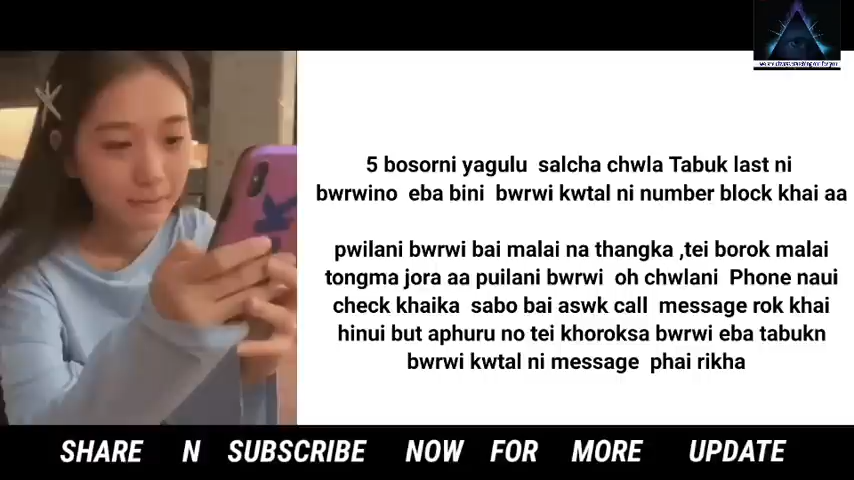 5 bosorni yagulu salcha chwla Tabuk last ni
bwrwino eba bini bwrwi kwtal ni number block khai aa
pwilani bwrwi bai malai na thangka ,tei borok malai
tongma jora aa puilani bwrwi oh chwlani Phone naui
check khaika sabo bai aswk call message rok khai
hinui but aphuru no tei khoroksa bwrwi eba tabukn
bwrwi kwtal ni message phai rikha
SHARE N SUBSCRIBE NOW FOR MORE UPDATE